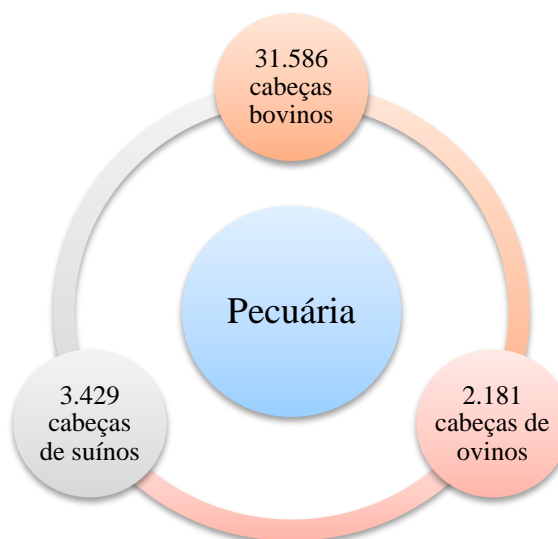 31.586
cabeças
bovinos
Pecuária
3.429
cabeças
de suínos
2.181
cabeças de
ovinos